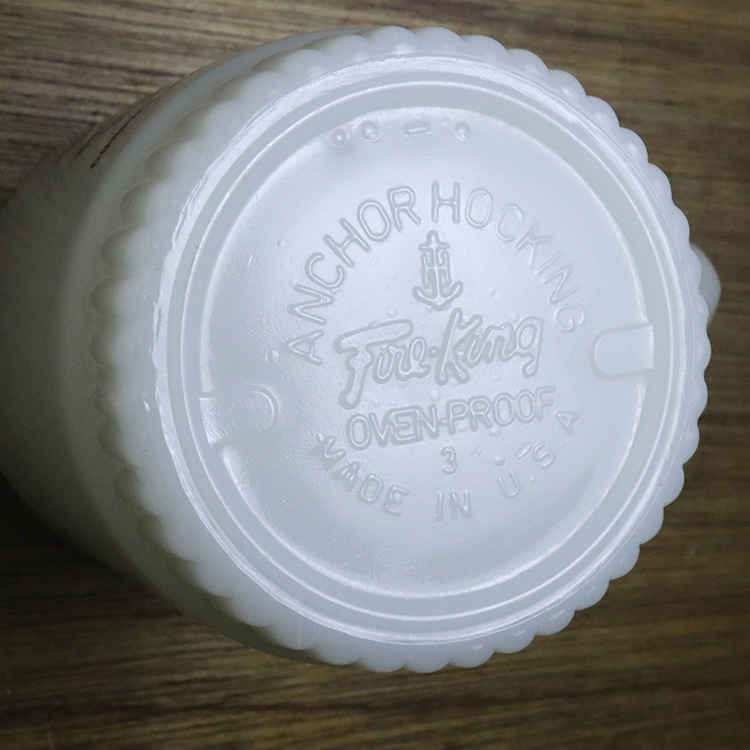 ANCHOR HOCKING
Fire-King
OVEN-PROOF
3
MADE IN U.S.A